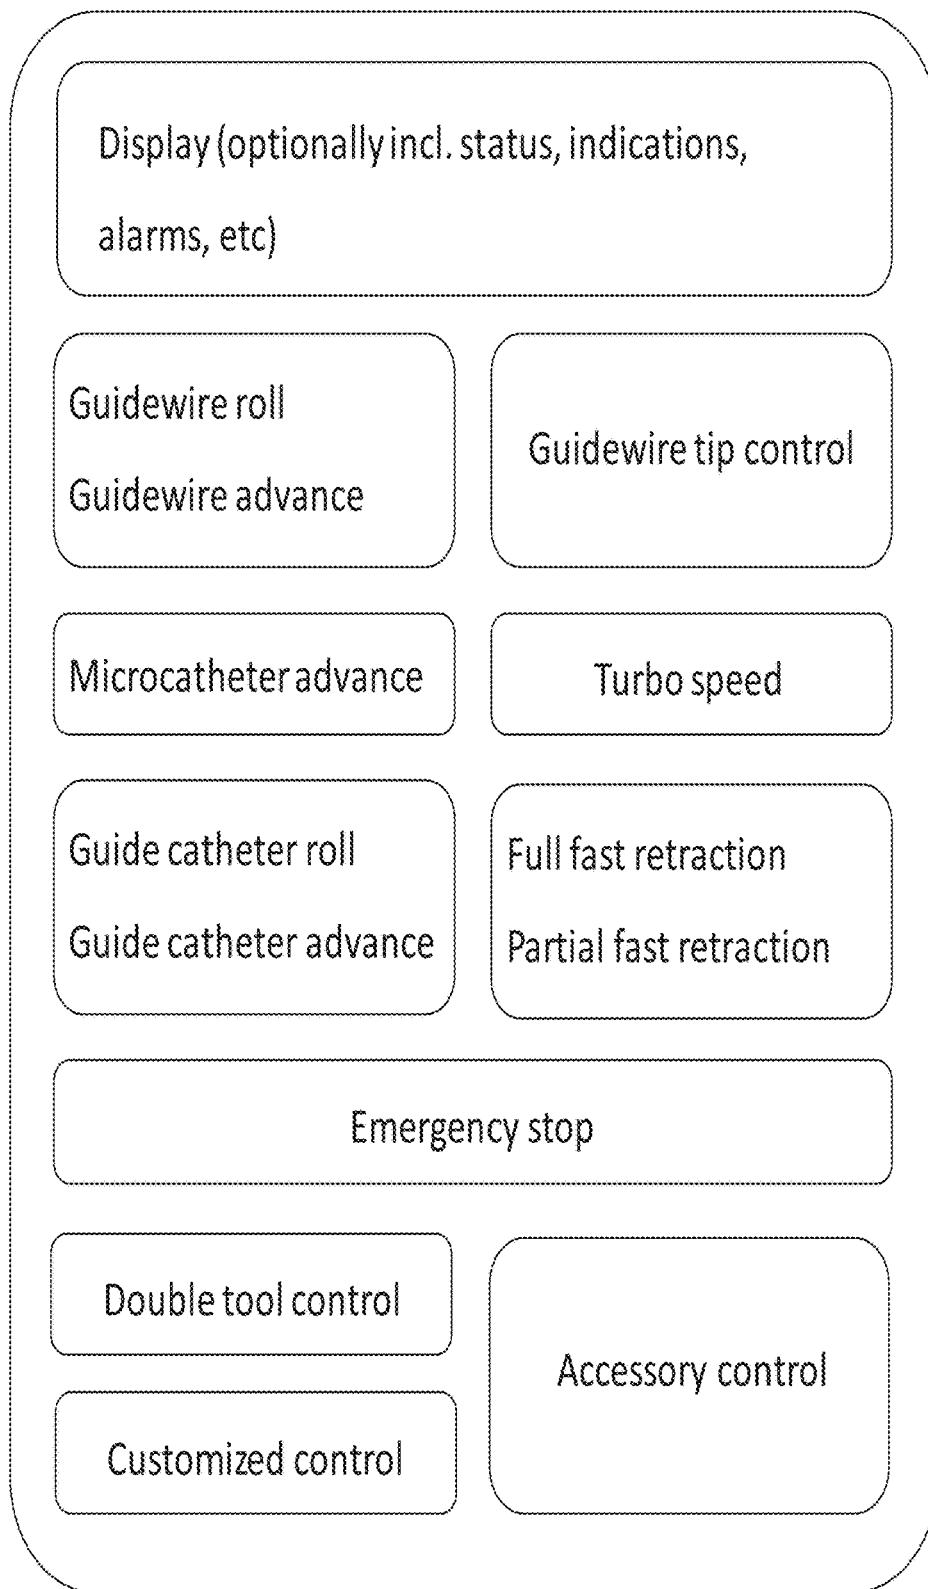 Display (optionally incl. status, indications,
alarms, etc)
Guidewire roll
Guidewire advance
Guidewire tip control
Microcatheter advance
Turbo speed
Guide catheter roll
Guide catheter advance
Full fast retraction
Partial fast retraction
Emergency stop
Double tool control
Customized control
Accessory control